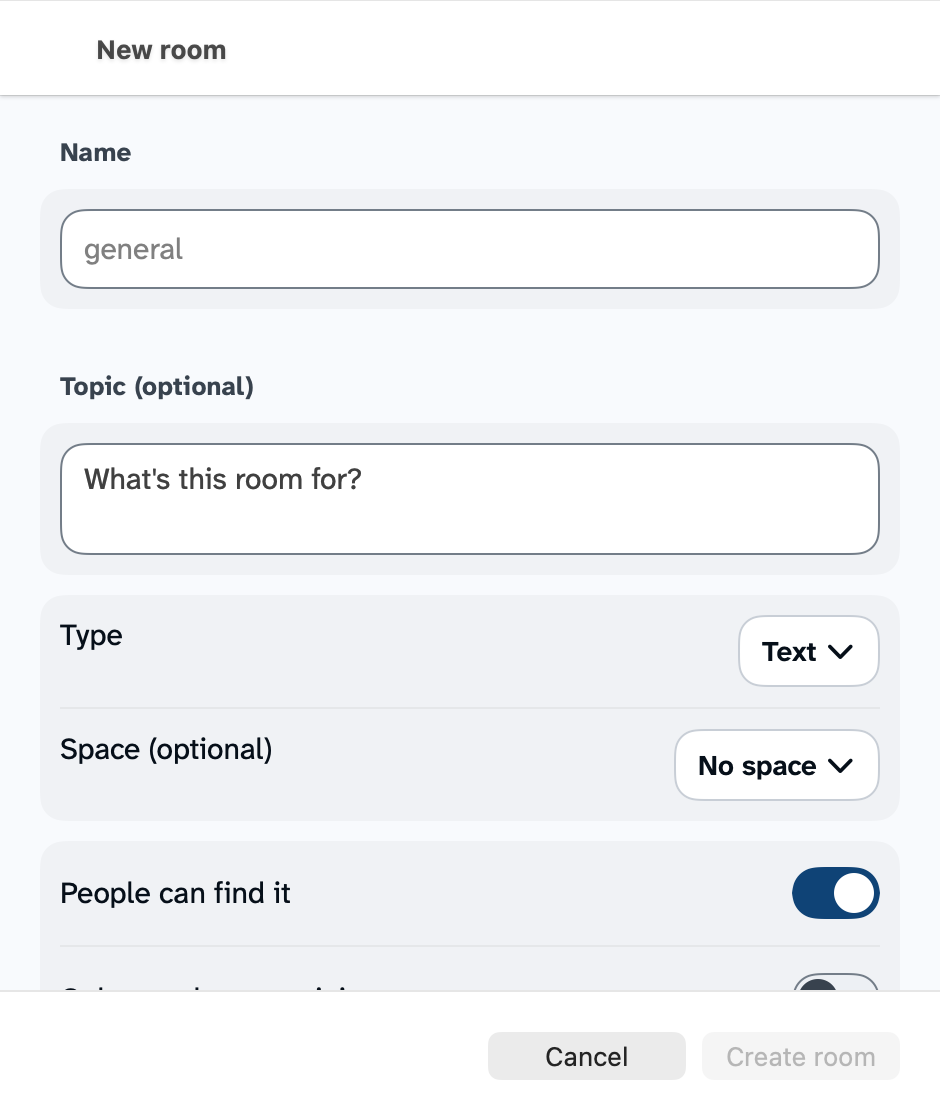 New room
Name
general
Topic (optional)
What's this room for?
Type
Text
Space (optional)
No space
People can find it
Cancel
Create room